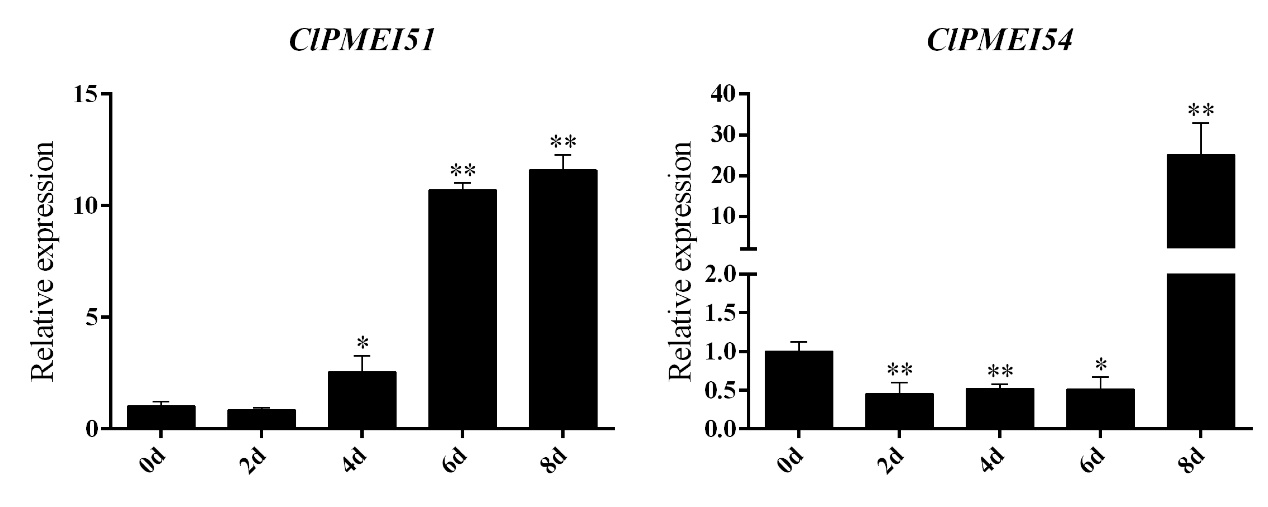 ClPMEI51
Relative expression
15
10
5
0
*
**
**
0d
2d
4d
6d
8d
ClPMEI54
Relative expression
40
30
20
10
2.0
1.5
1.0
0.5
0.0
**
**
*
**
0d
2d
4d
6d
8d